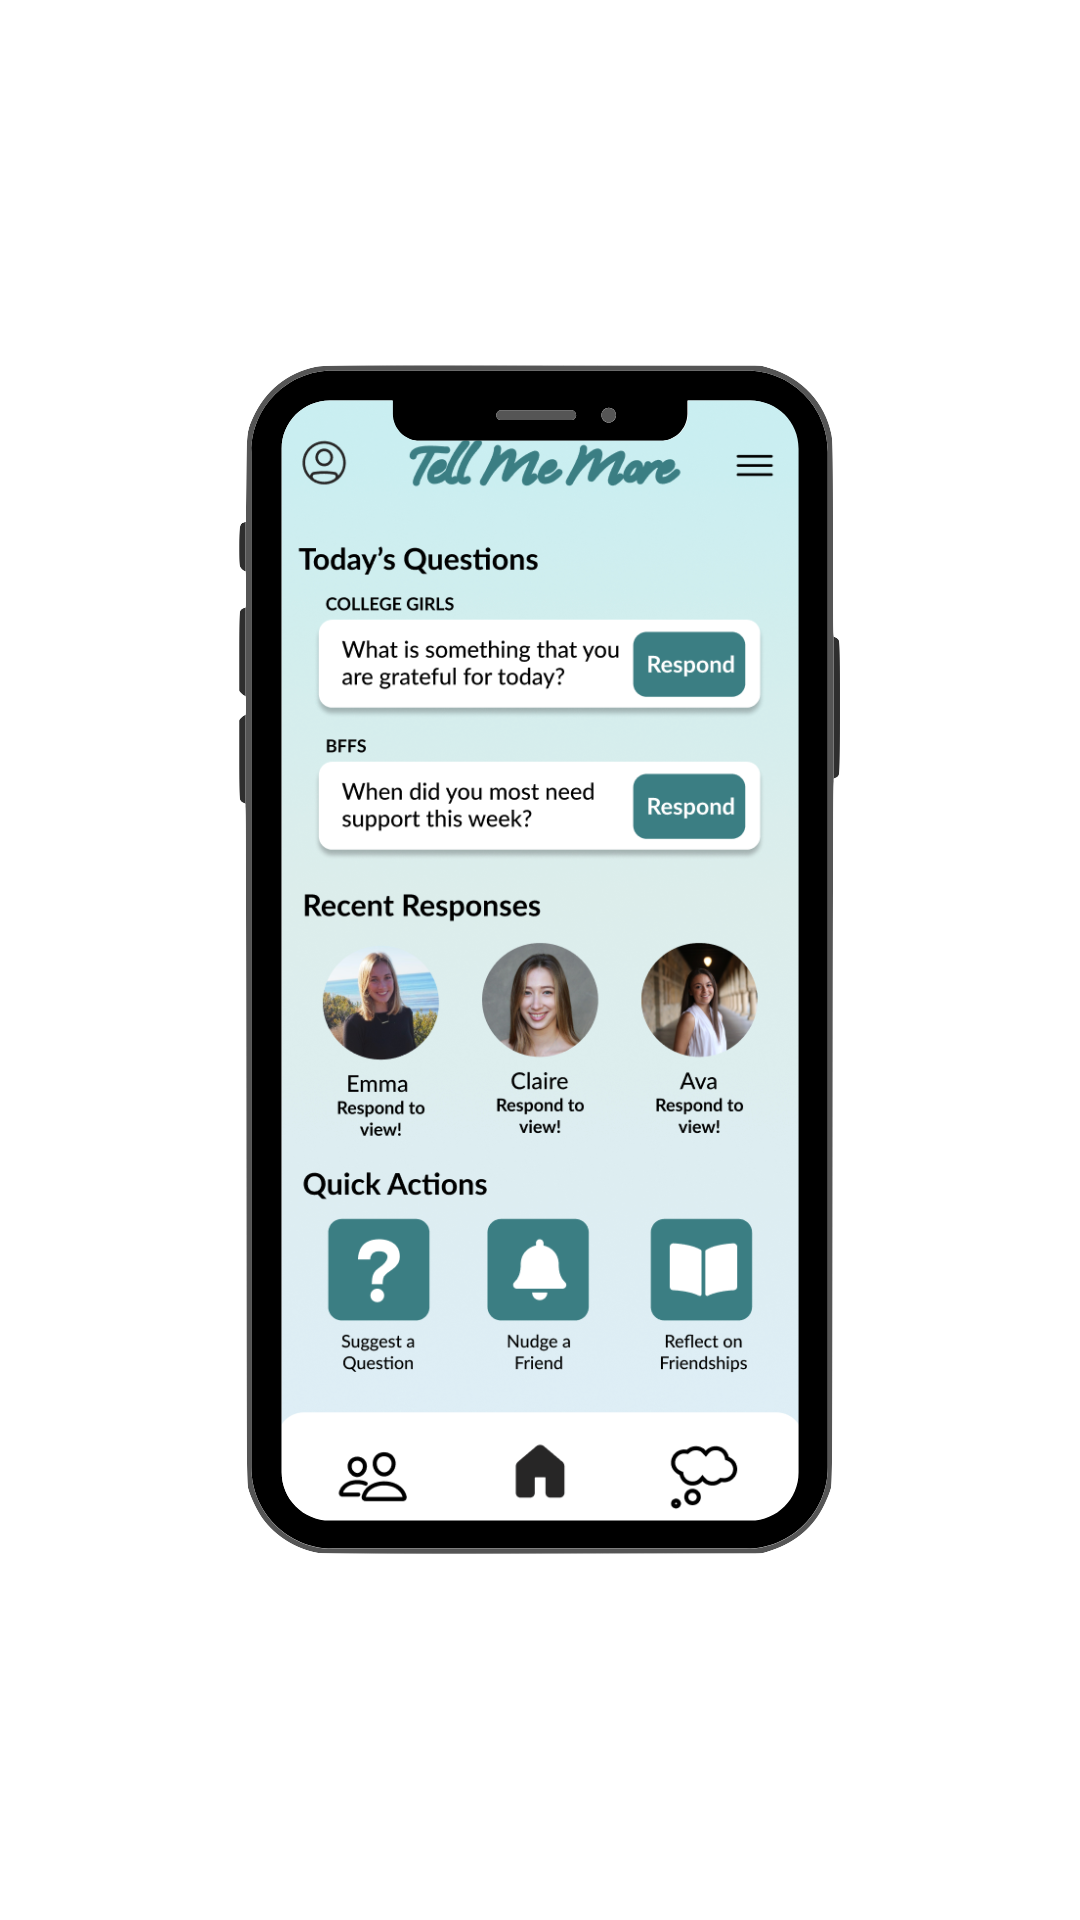 Tell Me More
Today's Questions
COLLEGE GIRLS
What is something that you
are grateful for today?
Respond
BFFS
When did you most need
support this week?
Respond
Recent Responses
Emma
Respond to
view!
Claire
Respond to
view!
Ava
Respond to
view!
Quick Actions
?
Suggest a
Question
Nudge a
Friend
Reflect on
Friendships